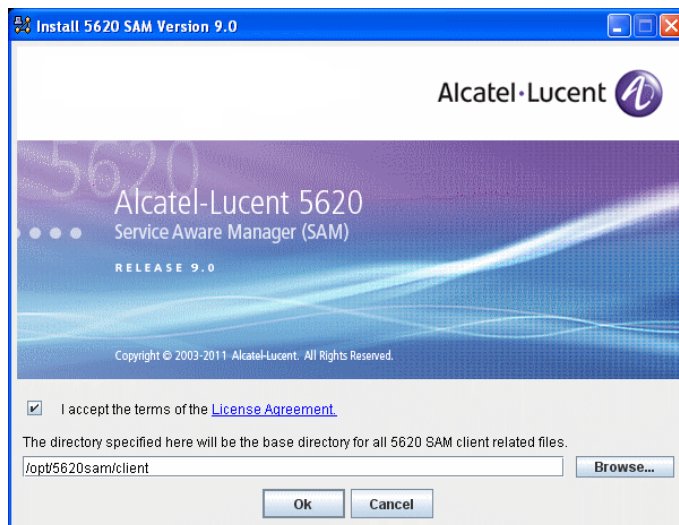 Install 5620 SAM Version 9.0
Alcatel·Lucent
5620
Alcatel-Lucent 5620
Service Aware Manager (SAM)
RELEASE 9.0
Copyright © 2003-2011 Alcatel-Lucent. All Rights Reserved.
I accept the terms of the License Agreement.
The directory specified here will be the base directory for all 5620 SAM client related files.
/opt/5620sam/client
Browse...
Ok
Cancel